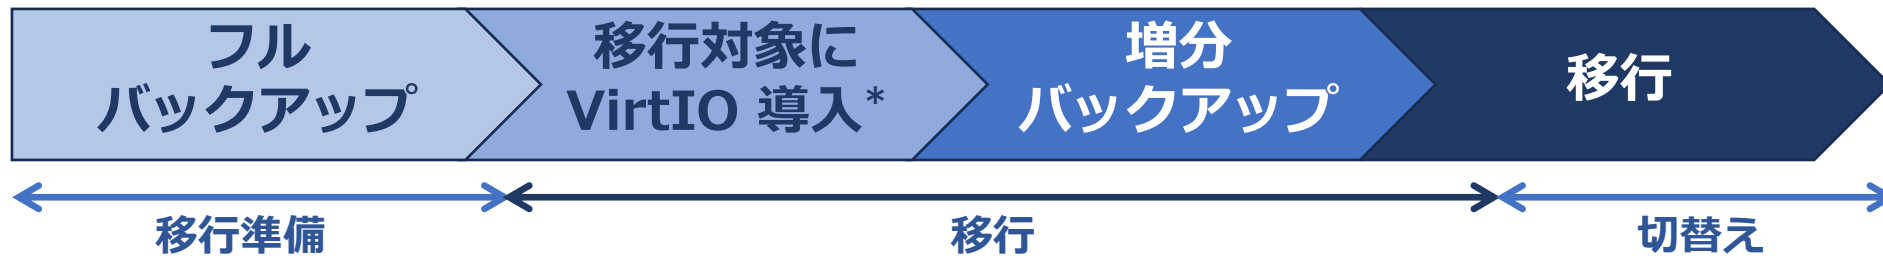 フル
バックアップ
移行対象に
VirtIO 導入*
増分
バックアップ
移行
移行準備
移行
切替え